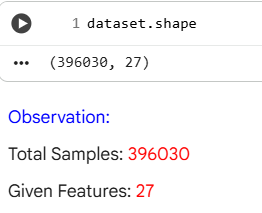 1 dataset.shape
••• (396030, 27)
Observation:
Total Samples: 396030
Given Features: 27